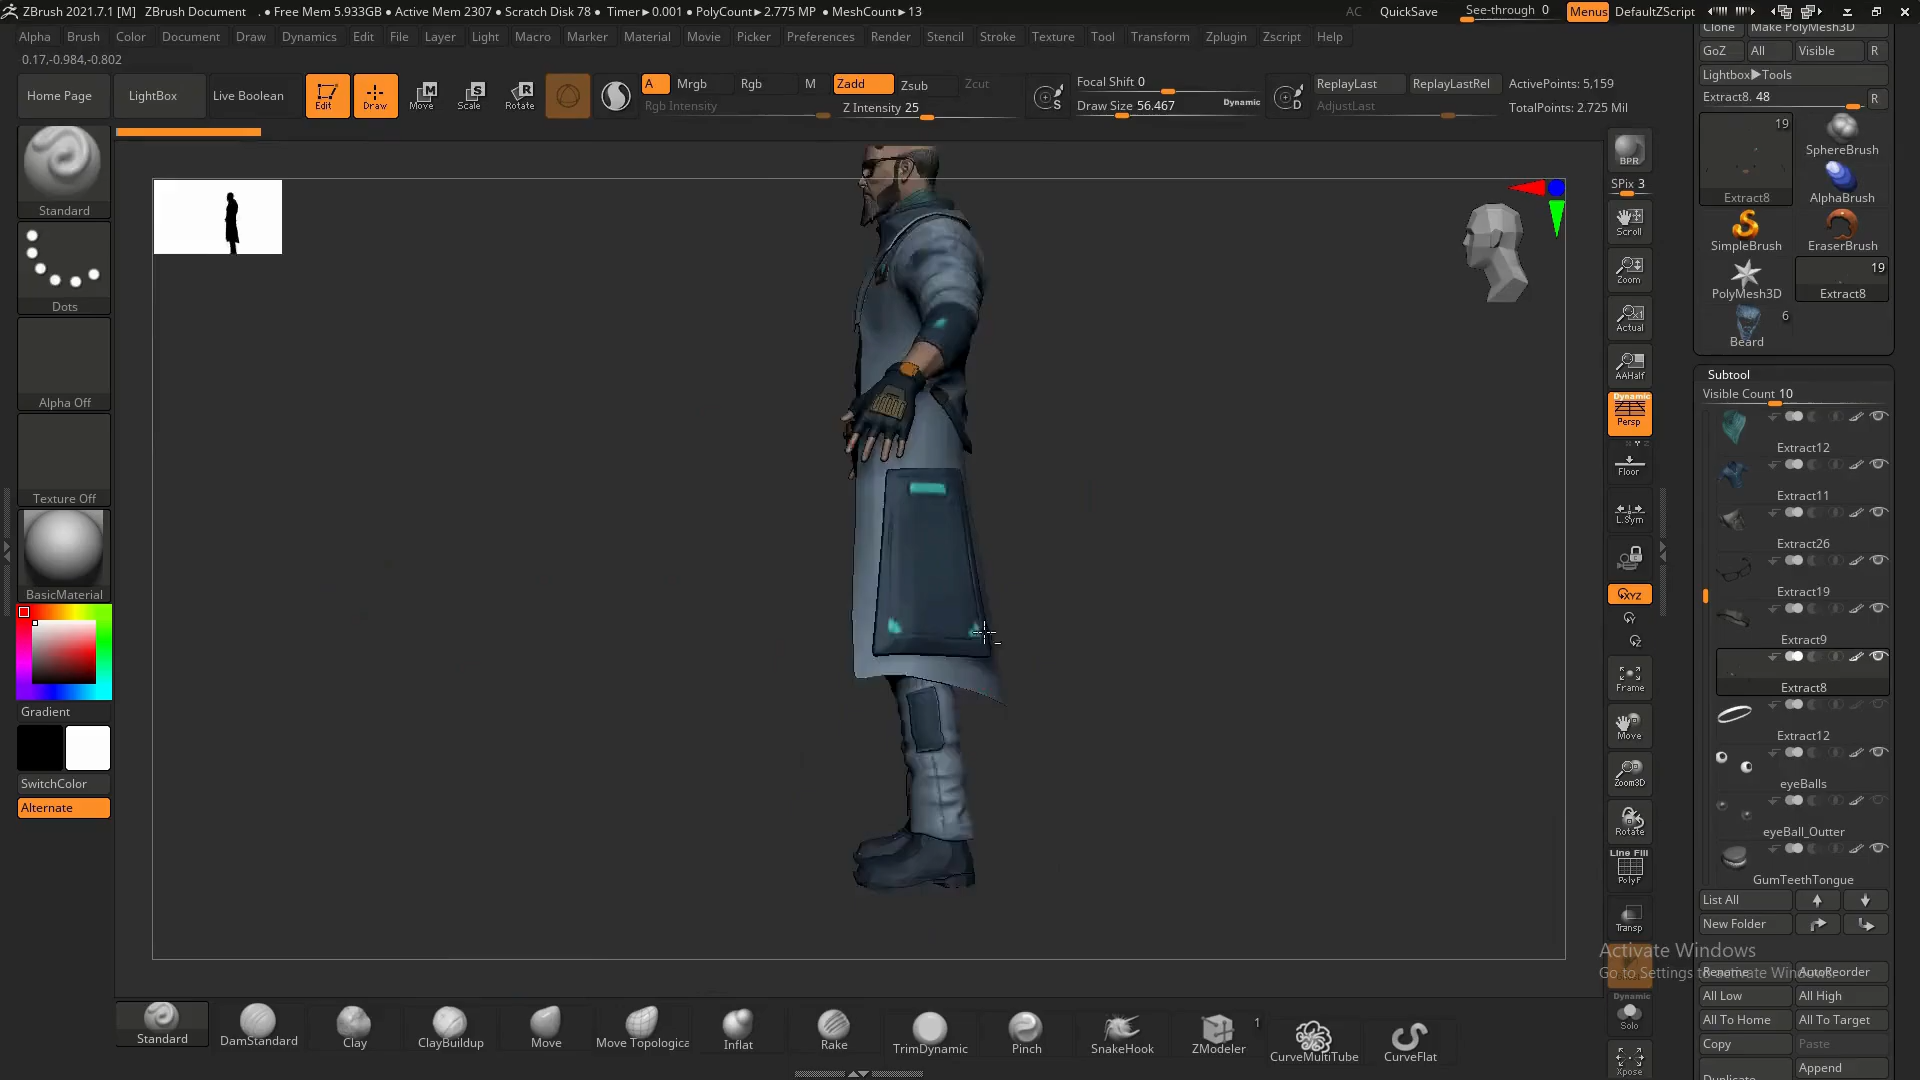 ZBrush 2021.7.1 [M]   ZBrush Document   . • Free Mem 5.933GB • Active Mem 2307 • Scratch Disk 78 •  Timer▸0.001 • PolyCount▸2.775 MP  • MeshCount▸13   AC   QuickSave   See-through 0   Menus   DefaultZScript
Alpha Brush Color Document Draw Dynamics Edit File Layer Light Macro Marker Material Movie Picker Preferences Render Stencil Stroke Texture Tool Transform Zplugin Zscript Help
0.17,-0.984,-0.802
Home Page LightBox Live Boolean Edit Draw Move Scale Rotate
A Mrgb Rgb M Zadd Zsub Zcut
Rgb Intensity Z Intensity 25
Focal Shift 0
Draw Size 56.467 Dynamic
S D
ReplayLast ReplayLastRel ActivePoints: 5,159
AdjustLast TotalPoints: 2.725 Mil
Standard
Dots
Alpha Off
Texture Off
BasicMaterial
Gradient
SwitchColor
Alternate
BPR
SPix 3
Scroll
Zoom
Actual
AAHalf
Dynamic
Persp
Floor
L.Sym
XYZ
Frame
Move
Zoom3D
Rotate
Line Fill
PolyF
Transp
Dynamic
Solo
Xpose
Clone Make PolyMesh3D
GoZ All Visible R
Lightbox▸Tools
Extract8. 48 R
19
Extract8
SphereBrush
AlphaBrush
SimpleBrush EraserBrush
PolyMesh3D
19
Extract8
6
Beard
Subtool
Visible Count 10
Extract12
Extract11
Extract26
Extract19
Extract9
Extract8
Extract12
eyeBalls
eyeBall_Outter
GumTeethTongue
List All
New Folder
Activate Windows
Go to Settings to activate Windows.
Rename AutoReorder
All Low All High
All To Home All To Target
Copy Paste
Duplicate Append
Standard DamStandard Clay ClayBuildup Move Move Topologica Inflat Rake TrimDynamic Pinch SnakeHook ZModeler 1 CurveMultiTube CurveFlat